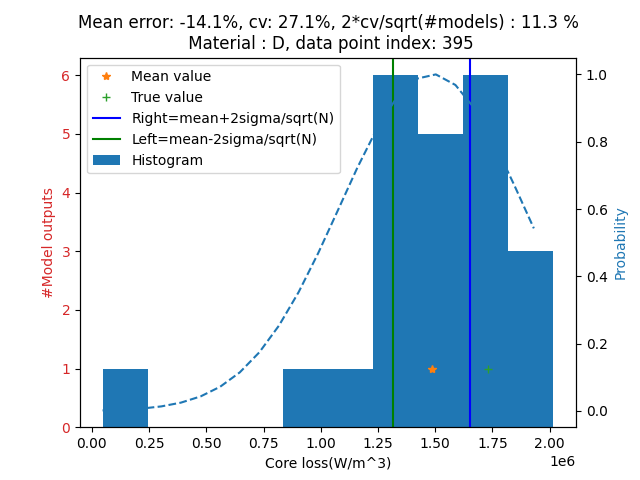 Mean error: -14.1%, cv: 27.1%, 2*cv/sqrt(#models) : 11.3 %
Material : D, data point index: 395
Mean value
True value
Right=mean+2sigma/sqrt(N)
Left=mean-2sigma/sqrt(N)
Histogram
#Model outputs
6
5
4
3
2
1
0
1.0
0.8
0.6
0.4
0.2
0.0
Probability
0.00 0.25 0.50 0.75 1.00 1.25 1.50 1.75 2.00
1e6
Core loss(W/m^3)